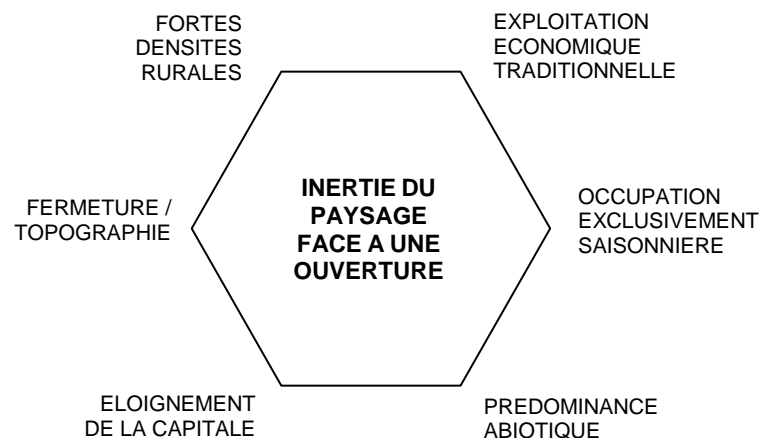 FORTES
DENSITES
RURALES
EXPLOITATION
ECONOMIQUE
TRADITIONNELLE
FERMETURE /
TOPOGRAPHIE
INERTIE DU
PAYSAGE
FACE A UNE
OUVERTURE
OCCUPATION
EXCLUSIVEMENT
SAISONNIERE
ELOIGNEMENT
DE LA CAPITALE
PREDOMINANCE
ABIOTIQUE